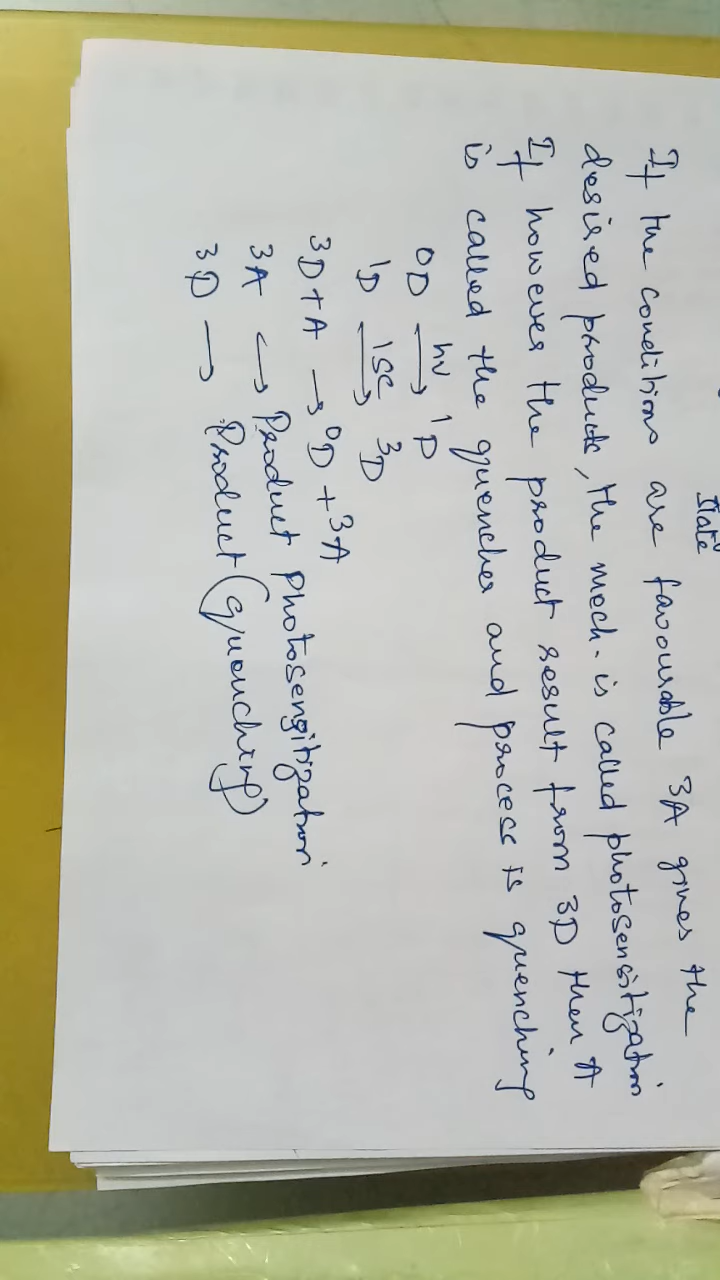 State
If the conditions are favourable 3A gives the
desired products, the mech. is called photosensitization
If however the product result from 3D then A
is called the quencher and process is quenching
⁰D hν→ ¹D
¹D ISC→ ³D
³D + A → ⁰D + ³A
³A → Product Photosensitization
³D → Product (quenching)